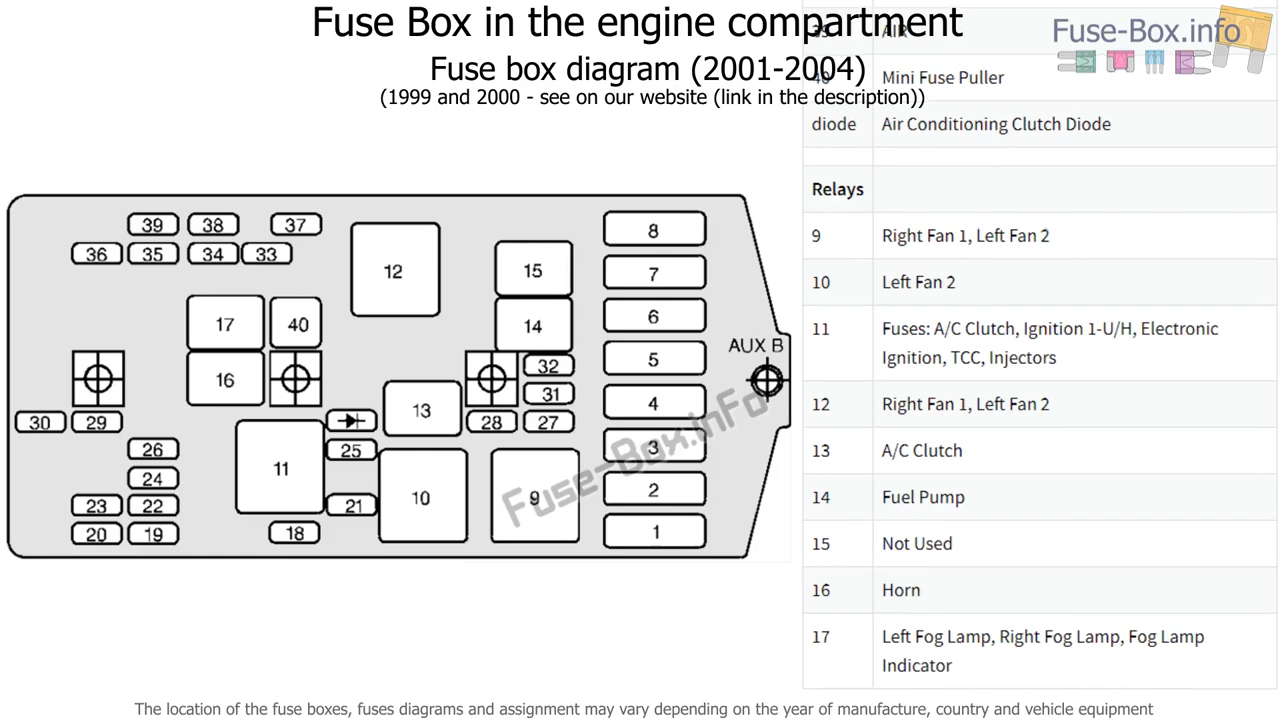 Fuse Box in the engine compartment
Fuse box diagram (2001-2004)
(1999 and 2000 - see on our website (link in the description))
Fuse-Box.info
39 AIR
40 Mini Fuse Puller
diode Air Conditioning Clutch Diode
Relays
9 Right Fan 1, Left Fan 2
10 Left Fan 2
11 Fuses: A/C Clutch, Ignition 1-U/H, Electronic
Ignition, TCC, Injectors
12 Right Fan 1, Left Fan 2
13 A/C Clutch
14 Fuel Pump
15 Not Used
16 Horn
17 Left Fog Lamp, Right Fog Lamp, Fog Lamp
Indicator
39 38 37
36 35 34 33
12
15
8
7
17 40
14
6
AUX B
16
32
5
31
4
30 29
13
28 27
26
25
3
24
11
10
9
2
23 22
21
20 19
18
1
Fuse-Box.inFo
The location of the fuse boxes, fuses diagrams and assignment may vary depending on the year of manufacture, country and vehicle equipment